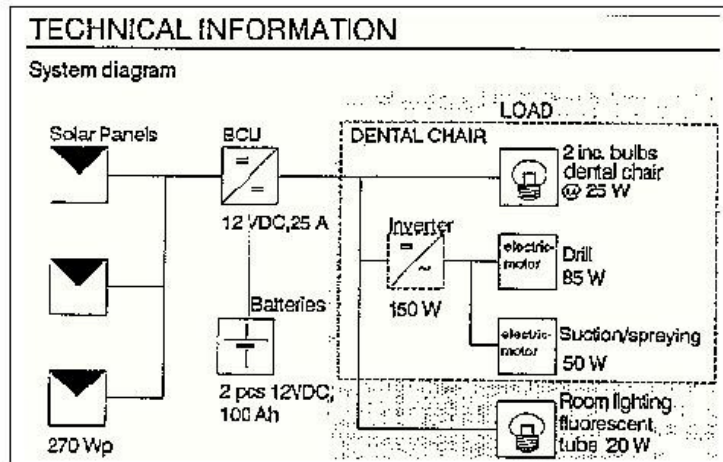 TECHNICAL INFORMATION
System diagram
LOAD
Solar Panels
BCU
DENTAL CHAIR
2 inc. bulbs
dental chair
@ 25 W
12 VDC,25 A
Inverter
electric-
motor
Drill
85 W
150 W
Batteries
electric-
motor
Suction/spraying
50 W
2 pcs 12VDC,
100 Ah
270 Wp
Room lighting
fluorescent
tube 20 W